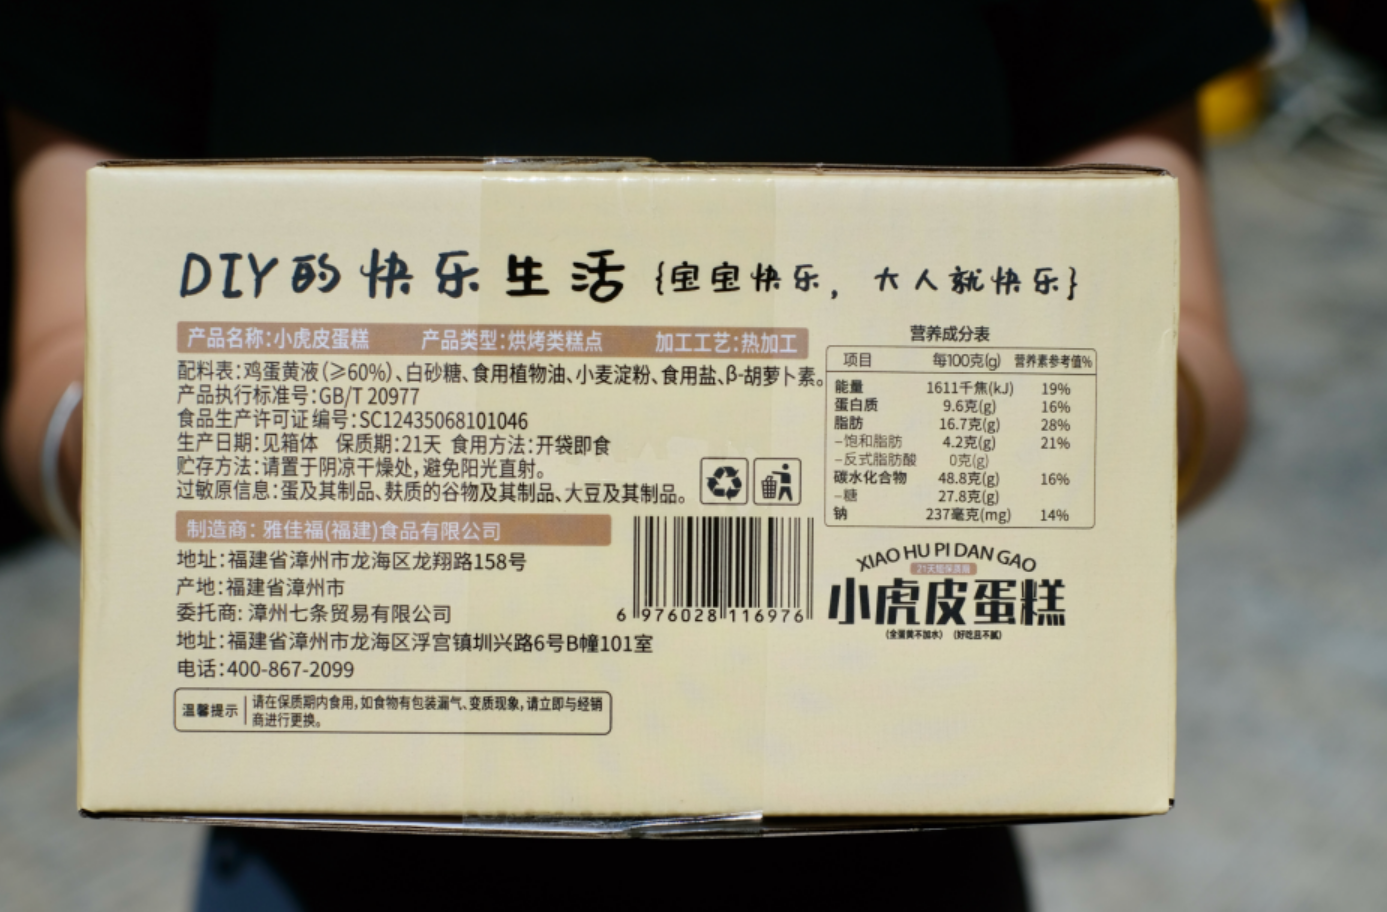 DIY的快乐生活{宝宝快乐，大人就快乐}
产品名称:小虎皮蛋糕 产品类型:烘烤类糕点 加工工艺:热加工
配料表:鸡蛋黄液(≥60%)、白砂糖、食用植物油、小麦淀粉、食用盐、β-胡萝卜素。
产品执行标准号:GB/T 20977
食品生产许可证编号:SC12435068101046
生产日期:见箱体 保质期:21天 食用方法:开袋即食
贮存方法:请置于阴凉干燥处,避免阳光直射。
过敏原信息:蛋及其制品、麸质的谷物及其制品、大豆及其制品。
制造商: 雅佳福(福建)食品有限公司
地址:福建省漳州市龙海区龙翔路158号
产地:福建省漳州市
委托商: 漳州七条贸易有限公司
地址:福建省漳州市龙海区浮宫镇圳兴路6号B幢101室
电话:400-867-2099
温馨提示
请在保质期内食用,如食物有包装漏气、变质现象,请立即与经销
商进行更换。
6 976028 116976
营养成分表
项目 每100克(g) 营养素参考值%
能量 1611千焦(kJ) 19%
蛋白质 9.6克(g) 16%
脂肪 16.7克(g) 28%
-饱和脂肪 4.2克(g) 21%
-反式脂肪酸 0克(g)
碳水化合物 48.8克(g) 16%
-糖 27.8克(g)
钠 237毫克(mg) 14%
XIAO HU PI DAN GAO
21天短保质期
小虎皮蛋糕
(全蛋黄不加水) (好吃且不腻)